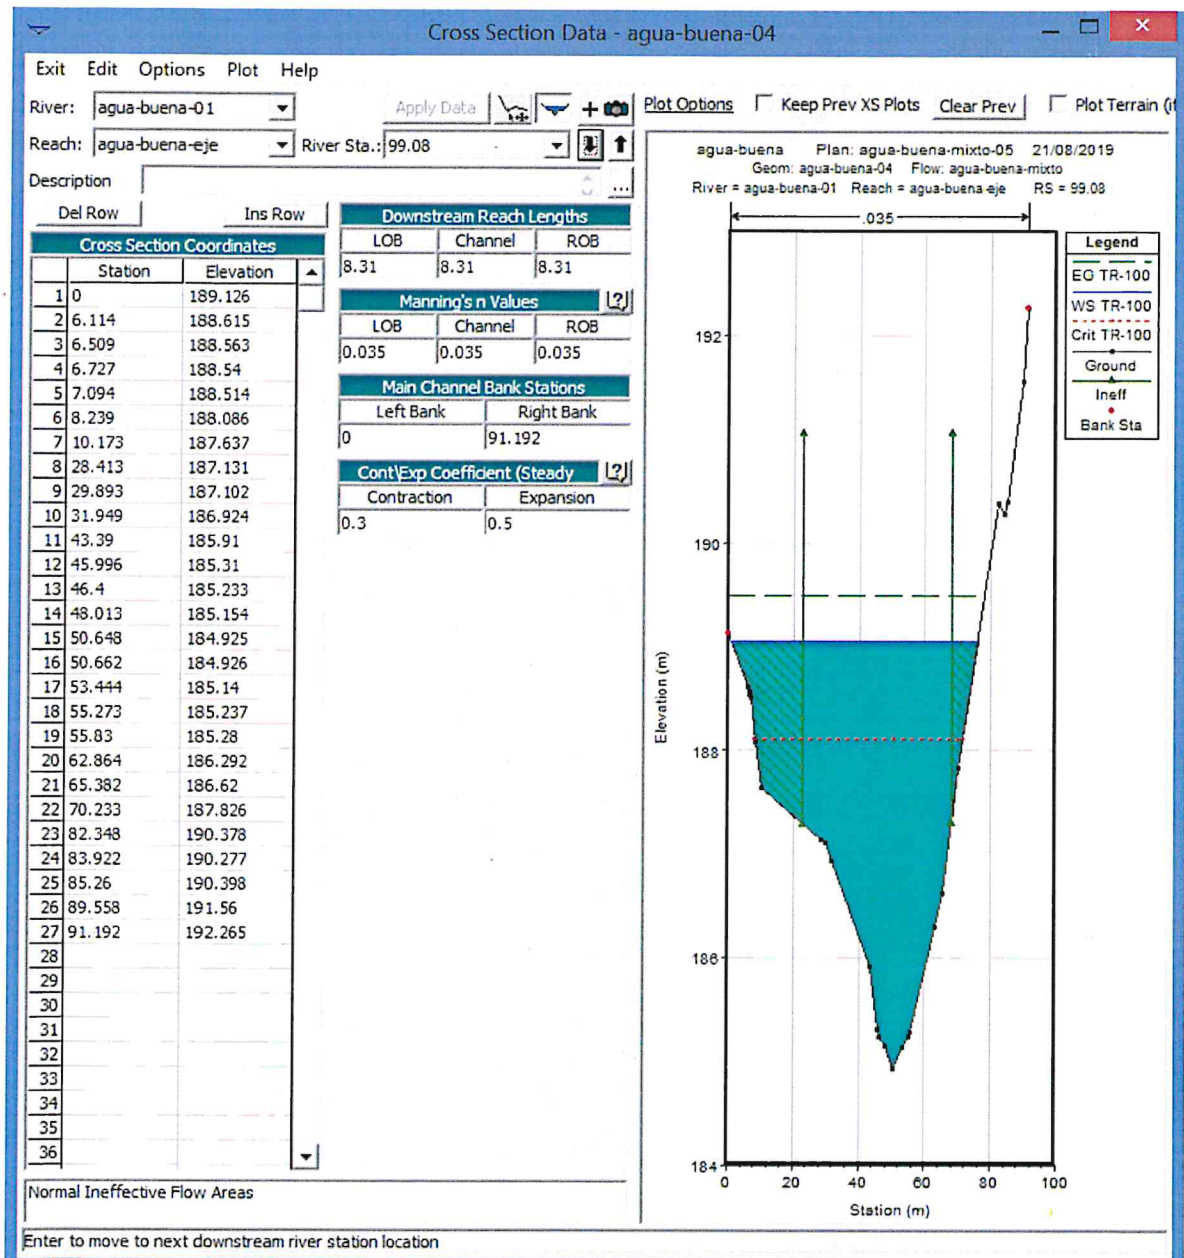 Cross Section Data - agua-buena-04
Exit Edit Options Plot Help
River: agua-buena-01 Apply Data + Plot Options Keep Prev XS Plots Clear Prev Plot Terrain (if
Reach: agua-buena-eje River Sta.: 99.08
Description ...
Del Row Ins Row
Cross Section Coordinates
Station Elevation
1 0 189.126
2 6.114 188.615
3 6.509 188.563
4 6.727 188.54
5 7.094 188.514
6 8.239 188.086
7 10.173 187.637
8 28.413 187.131
9 29.893 187.102
10 31.949 186.924
11 43.39 185.91
12 45.996 185.31
13 46.4 185.233
14 48.013 185.154
15 50.648 184.925
16 50.662 184.926
17 53.444 185.14
18 55.273 185.237
19 55.83 185.28
20 62.864 186.292
21 65.382 186.62
22 70.233 187.826
23 82.348 190.378
24 83.922 190.277
25 85.26 190.398
26 89.558 191.56
27 91.192 192.265
28
29
30
31
32
33
34
35
36
Downstream Reach Lengths
LOB Channel ROB
8.31 8.31 8.31
Manning's n Values
LOB Channel ROB
0.035 0.035 0.035
Main Channel Bank Stations
Left Bank Right Bank
0 91.192
Cont\Exp Coefficient (Steady
Contraction Expansion
0.3 0.5
agua-buena Plan: agua-buena-mixto-05 21/08/2019
Geom: agua-buena-04 Flow: agua-buena-mixto
River = agua-buena-01 Reach = agua-buena-eje RS = 99.08
.035
Legend
EG TR-100
WS TR-100
Crit TR-100
Ground
Ineff
Bank Sta
192
190
188
186
184
Elevation (m)
0 20 40 60 80 100
Station (m)
Normal Ineffective Flow Areas
Enter to move to next downstream river station location